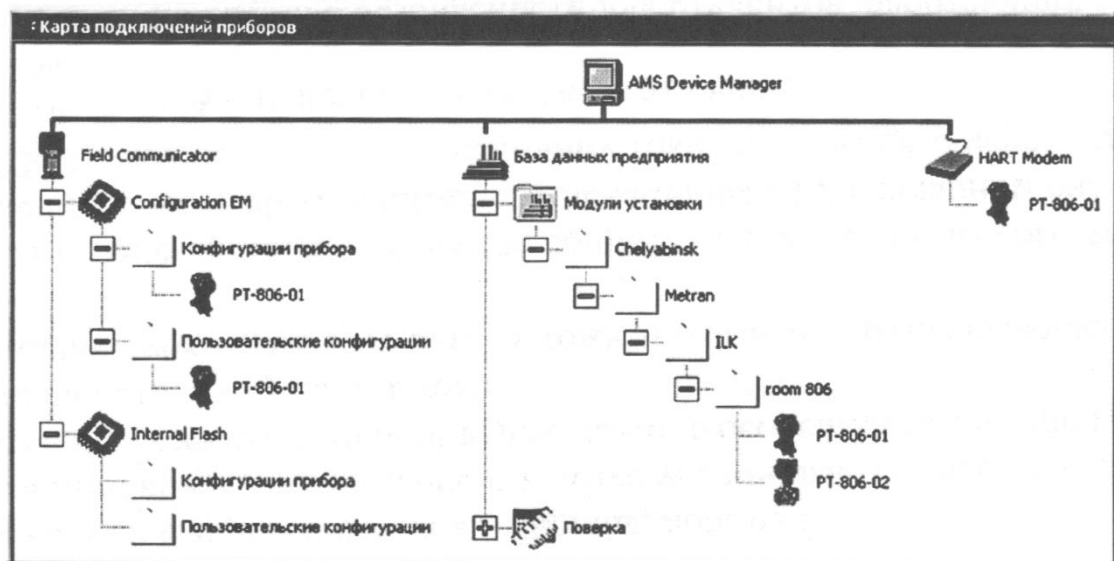 : Карта подключений приборов
AMS Device Manager
Field Communicator
Configuration EM
Конфигурации прибора
PT-806-01
Пользовательские конфигурации
PT-806-01
Internal Flash
Конфигурации прибора
Пользовательские конфигурации
База данных предприятия
Модули установки
Chelyabinsk
Metran
ILK
room 806
PT-806-01
PT-806-02
Поверка
HART Modem
PT-806-01